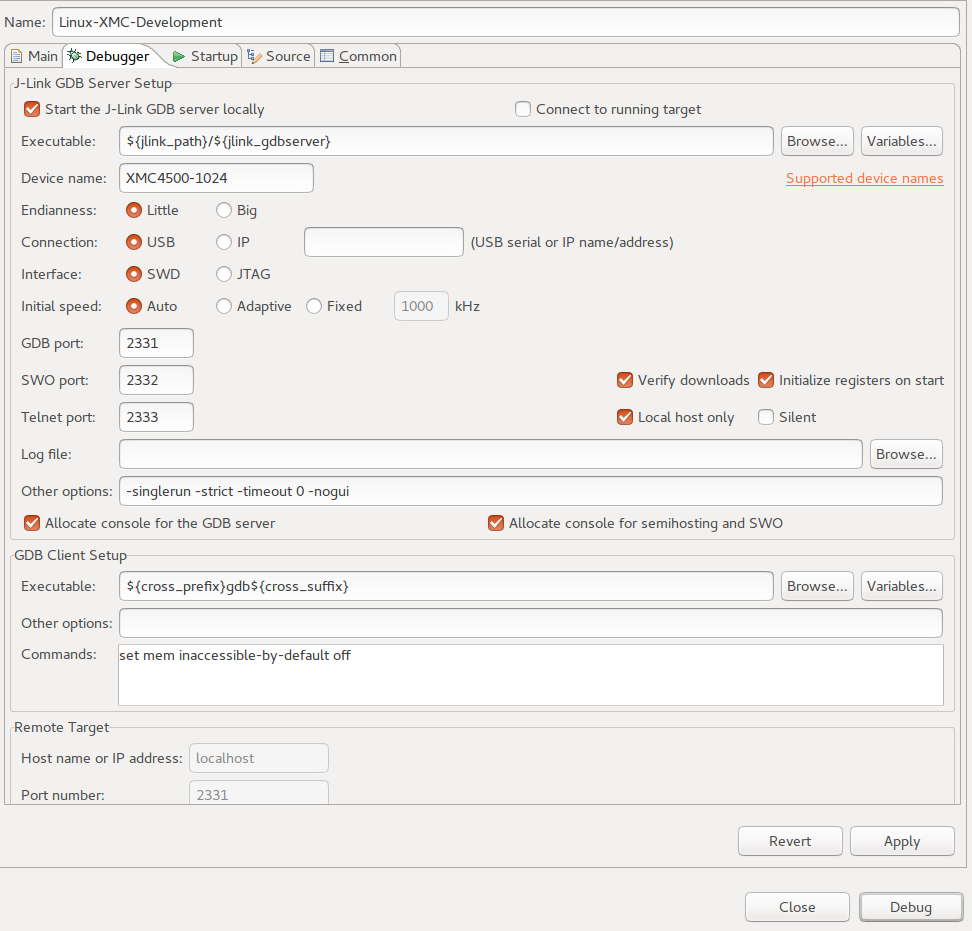 Name: Linux-XMC-Development
Main Debugger Startup Source Common
J-Link GDB Server Setup
Start the J-Link GDB server locally Connect to running target
Executable: ${jlink_path}/${jlink_gdbserver} Browse... Variables...
Device name: XMC4500-1024 Supported device names
Endianness: Little Big
Connection: USB IP (USB serial or IP name/address)
Interface: SWD JTAG
Initial speed: Auto Adaptive Fixed 1000 kHz
GDB port: 2331
SWO port: 2332 Verify downloads Initialize registers on start
Telnet port: 2333 Local host only Silent
Log file: Browse...
Other options: -singlerun -strict -timeout 0 -nogui
Allocate console for the GDB server Allocate console for semihosting and SWO
GDB Client Setup
Executable: ${cross_prefix}gdb${cross_suffix} Browse... Variables...
Other options:
Commands: set mem inaccessible-by-default off
Remote Target
Host name or IP address: localhost
Port number: 2331
Revert Apply
Close Debug